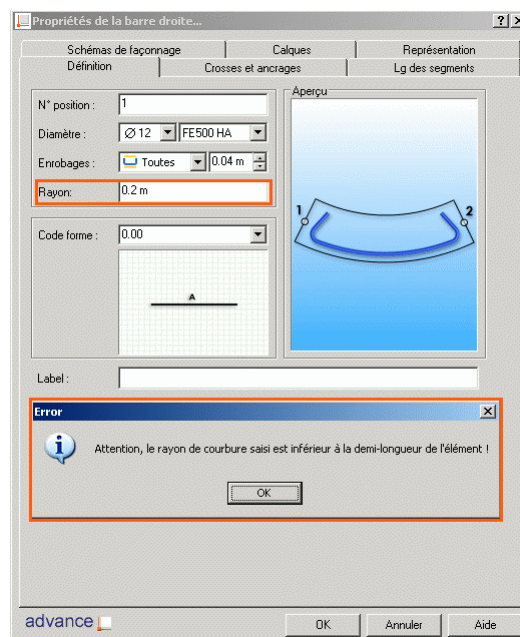 Propriétés de la barre droite...
Schémas de façonnage
Calques
Représentation
Définition
Crosses et ancrages
Lg des segments
N° position :
1
Diamètre :
Ø 12
FE500 HA
Enrobages :
Toutes
0.04 m
Rayon:
0.2 m
Aperçu
1
2
Code forme :
0.00
A
Label :
Error
Attention, le rayon de courbure saisi est inférieur à la demi-longueur de l'élément !
OK
advance
OK
Annuler
Aide